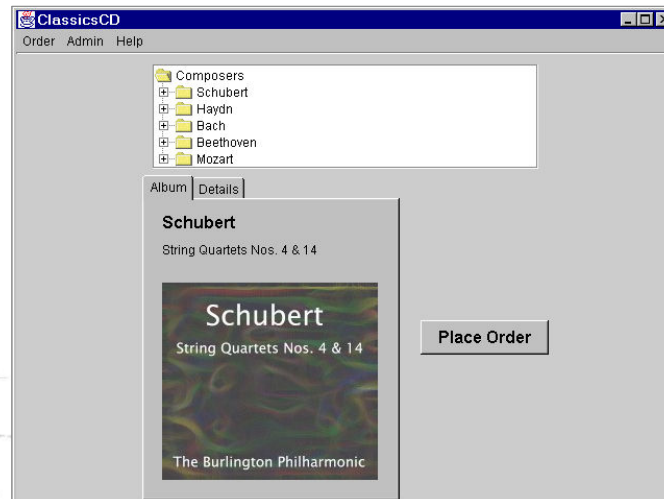 ClassicsCD
Order Admin Help
Composers
Schubert
Haydn
Bach
Beethoven
Mozart
Album Details
Schubert
String Quartets Nos. 4 & 14
Schubert
String Quartets Nos. 4 & 14
The Burlington Philharmonic
Place Order